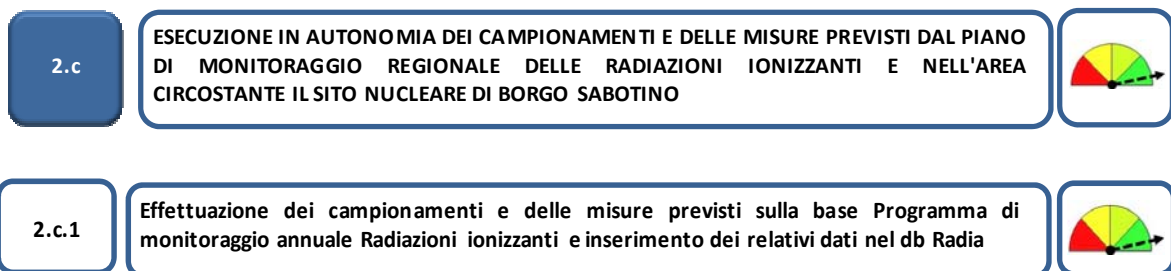 2.c
ESECUZIONE IN AUTONOMIA DEI CAMPIONAMENTI E DELLE MISURE PREVISTI DAL PIANO
DI MONITORAGGIO REGIONALE DELLE RADIAZIONI IONIZZANTI E NELL'AREA
CIRCOSTANTE IL SITO NUCLEARE DI BORGO SABOTINO
2.c.1
Effettuazione dei campionamenti e delle misure previsti sulla base Programma di
monitoraggio annuale Radiazioni ionizzanti e inserimento dei relativi dati nel db Radia